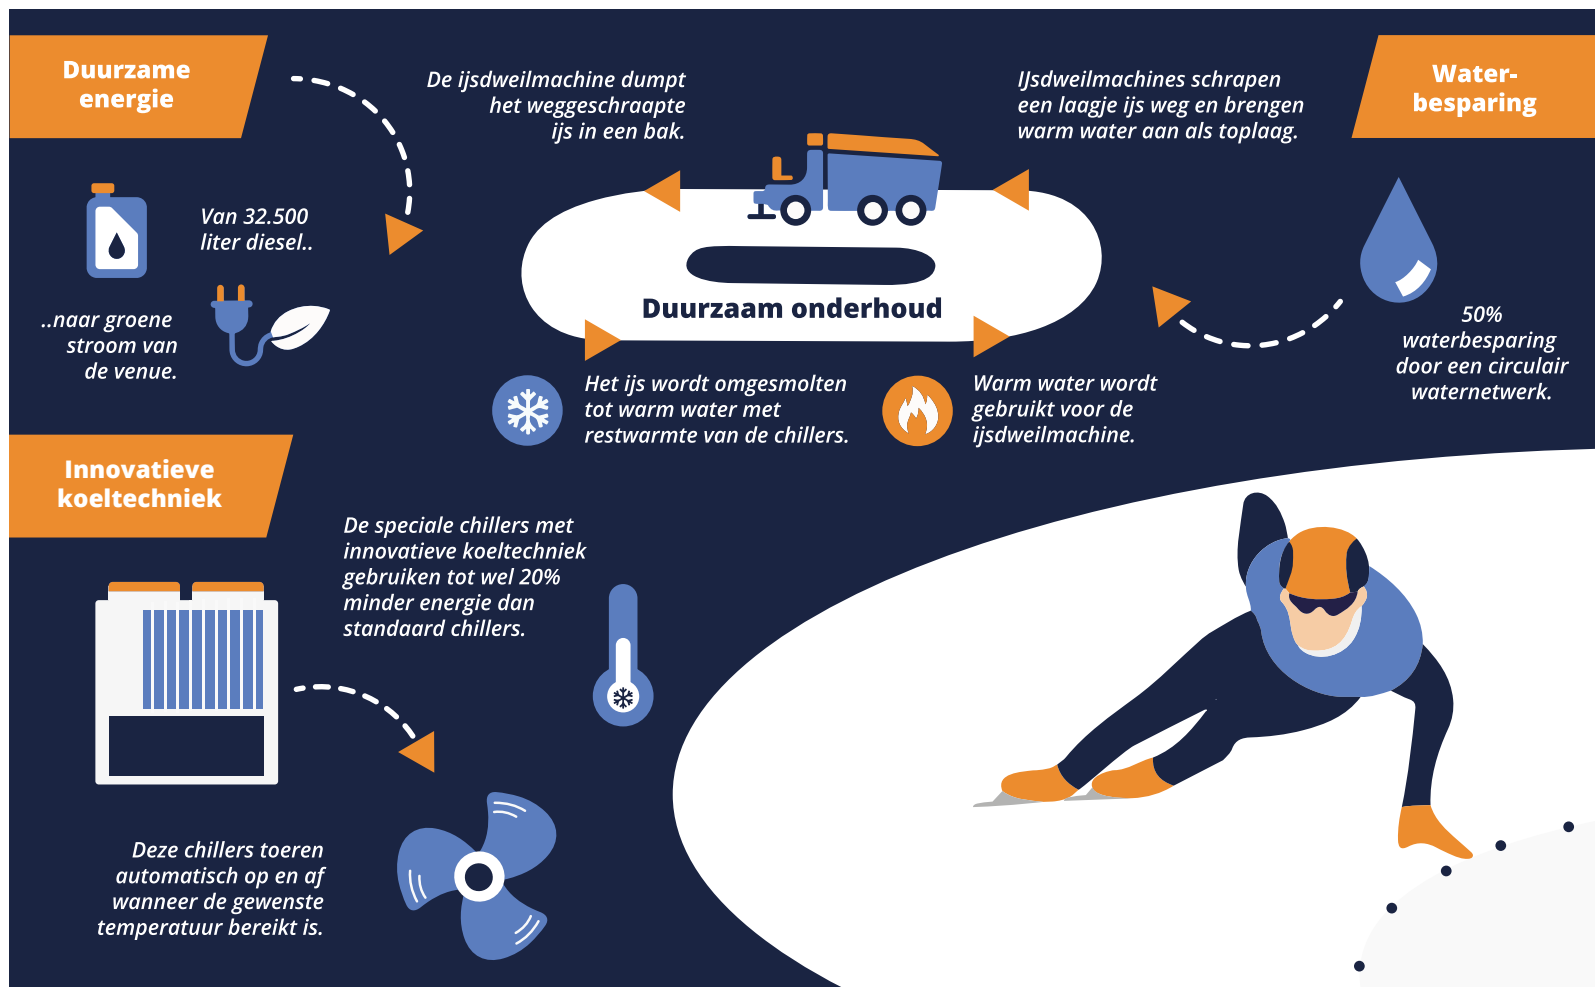 Duurzame
energie
Van 32.500
liter diesel..
..naar groene
stroom van
de venue.
De ijsdweilmachine dumpt
het weggeschraapte
ijs in een bak.
IJsdweilmachines schrapen
een laagje ijs weg en brengen
warm water aan als toplaag.
Duurzaam onderhoud
Het ijs wordt omgesmolten
tot warm water met
restwarmte van de chillers.
Warm water wordt
gebruikt voor de
ijsdweilmachine.
Water-
besparing
50%
waterbesparing
door een circulair
waternetwerk.
Innovatieve
koeltechniek
De speciale chillers met
innovatieve koeltechniek
gebruiken tot wel 20%
minder energie dan
standaard chillers.
Deze chillers toeren
automatisch op en af
wanneer de gewenste
temperatuur bereikt is.